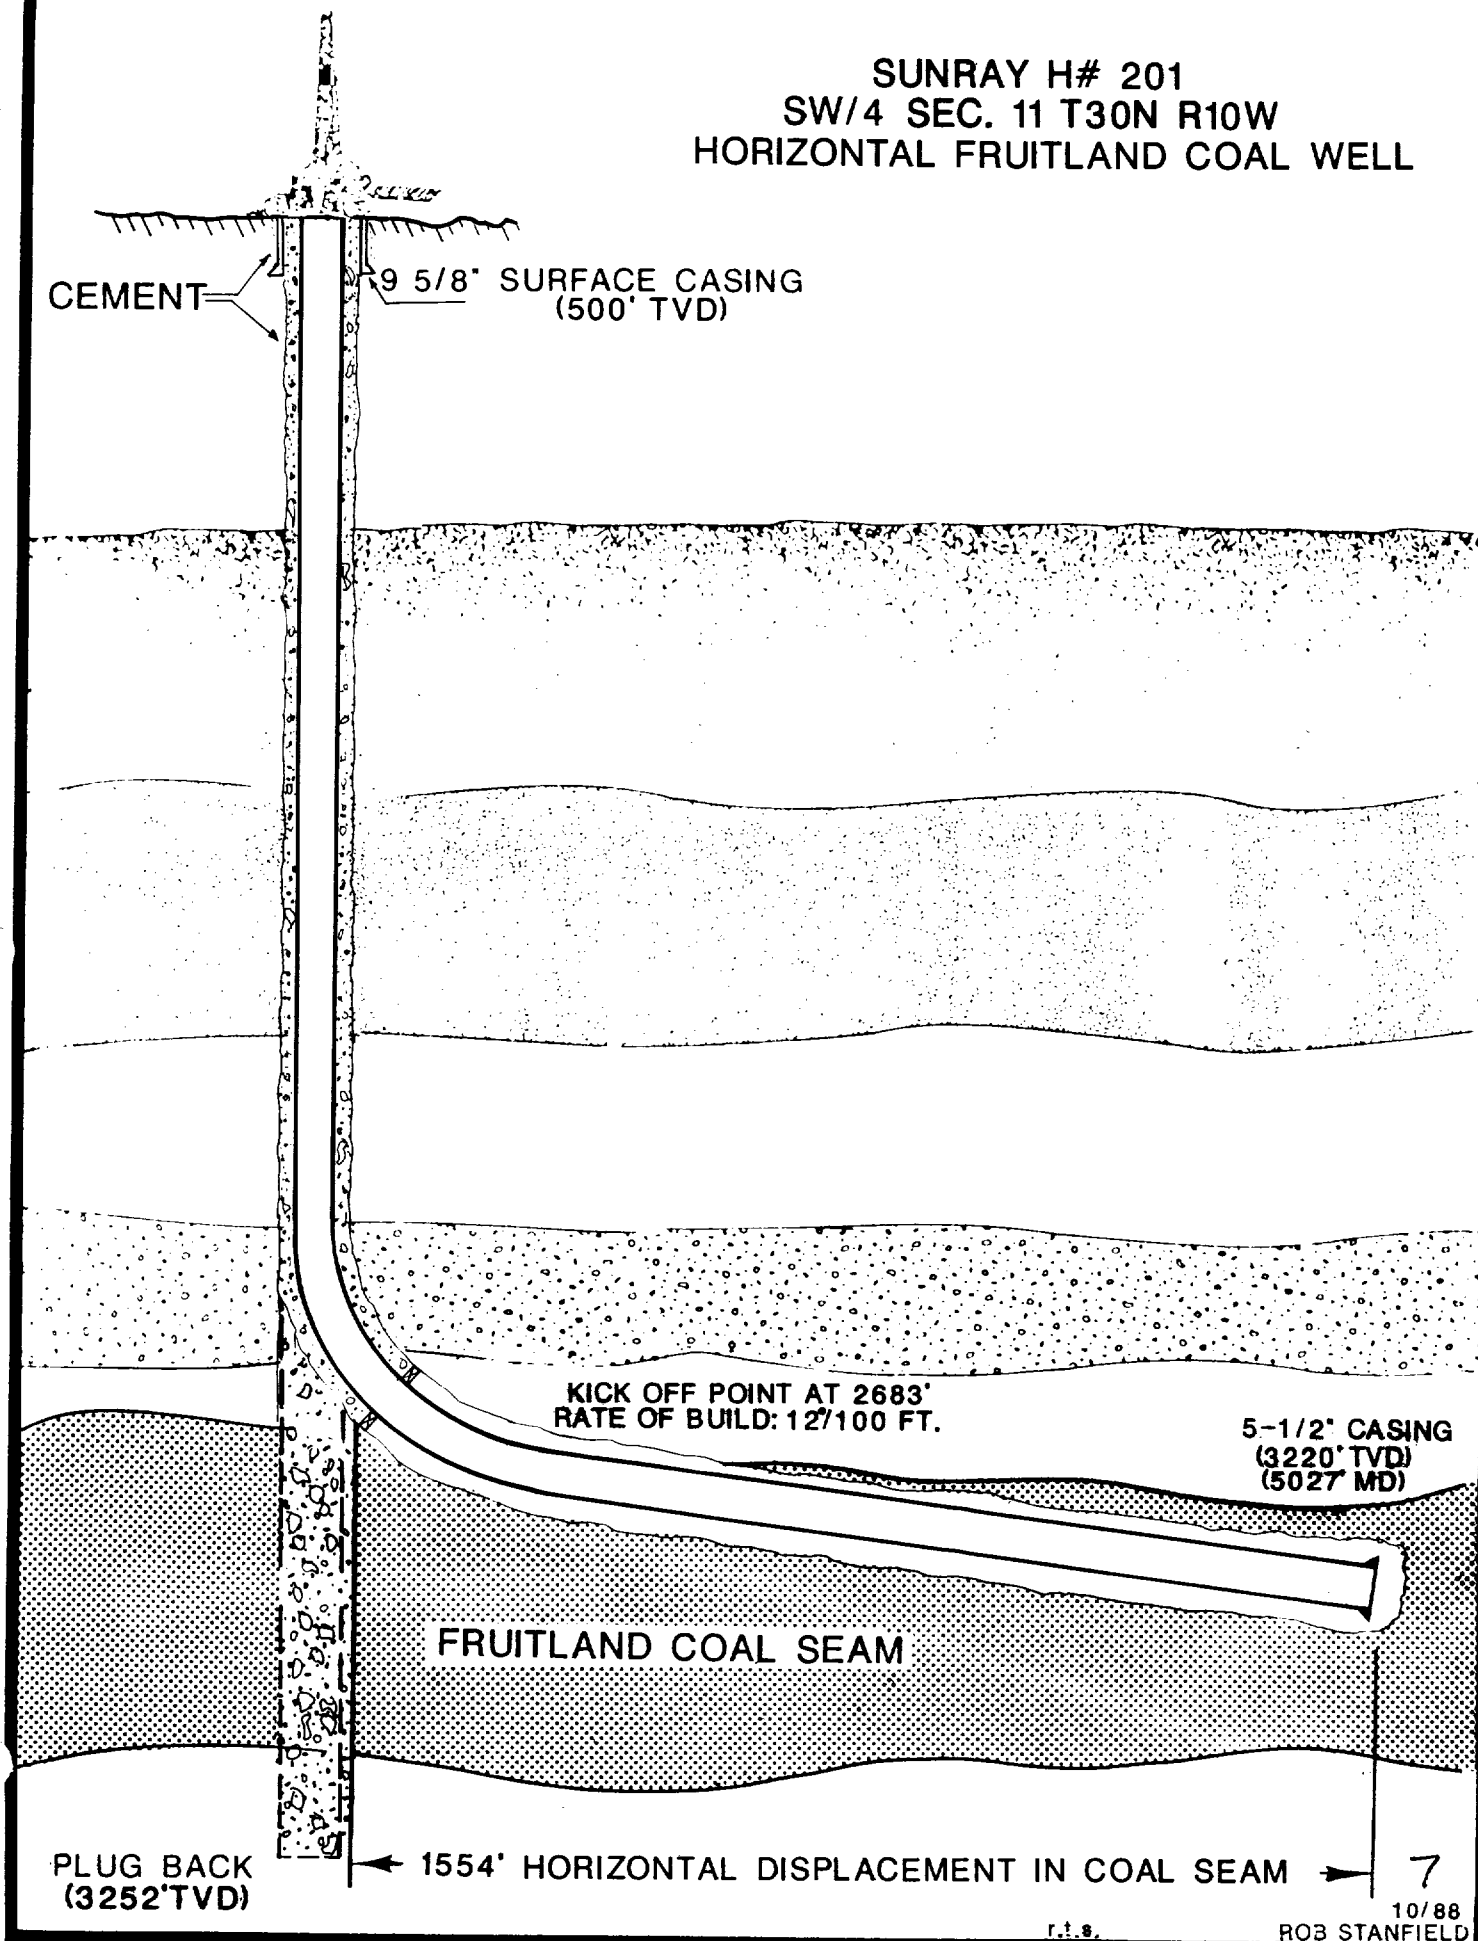 SUNRAY H# 201
SW/4 SEC. 11 T30N R10W
HORIZONTAL FRUITLAND COAL WELL
CEMENT
9 5/8" SURFACE CASING
(500' TVD)
KICK OFF POINT AT 2683'
RATE OF BUILD: 12°/100 FT.
5-1/2" CASING
(3220' TVD)
(5027' MD)
FRUITLAND COAL SEAM
PLUG BACK
(3252' TVD)
1554' HORIZONTAL DISPLACEMENT IN COAL SEAM
7
10/88
r.t.s.
ROB STANFIELD